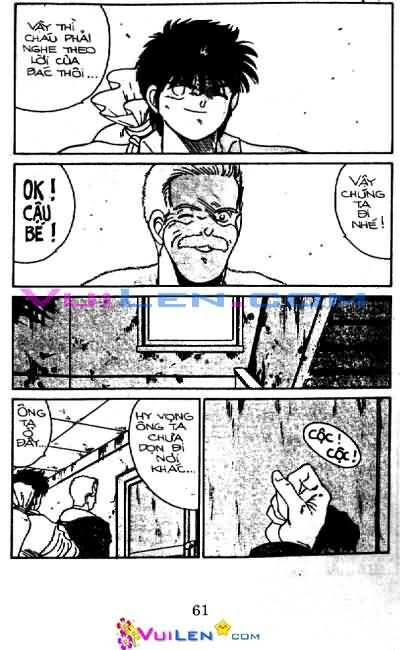 VẬY THÌ
CHÁU PHẢI
NGHE THEO
LỜI CỦA
BÁC THÔI...
OK!
CẬU
BÉ!
VẬY
CHÚNG
TA
ĐI
NHÉ!
VUILEN.COM
ÔNG
TA
Ở
ĐÂY...
HY VỌNG
ÔNG TA
CHƯA
DỌN ĐI
NƠI
KHÁC...
CỘC!
CỘC!
61
VUILEN.COM